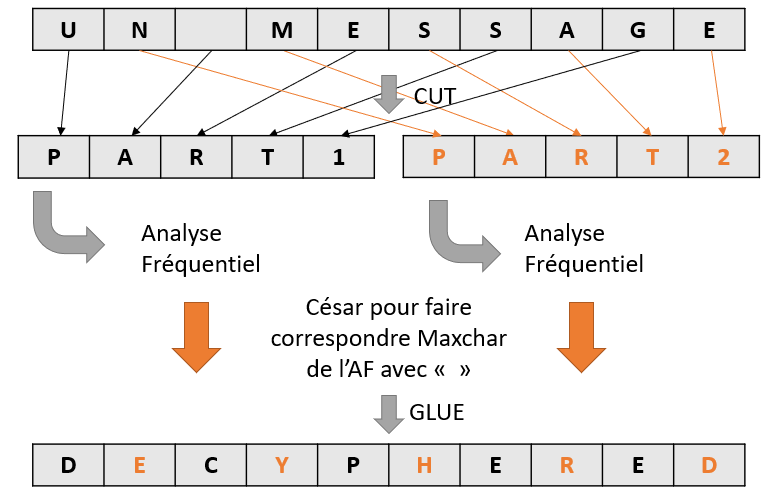 U N M E S S A G E
CUT
P A R T 1 P A R T 2
Analyse Analyse
Fréquentiel Fréquentiel
César pour faire
correspondre Maxchar
de l'AF avec «  »
GLUE
D E C Y P H E R E D